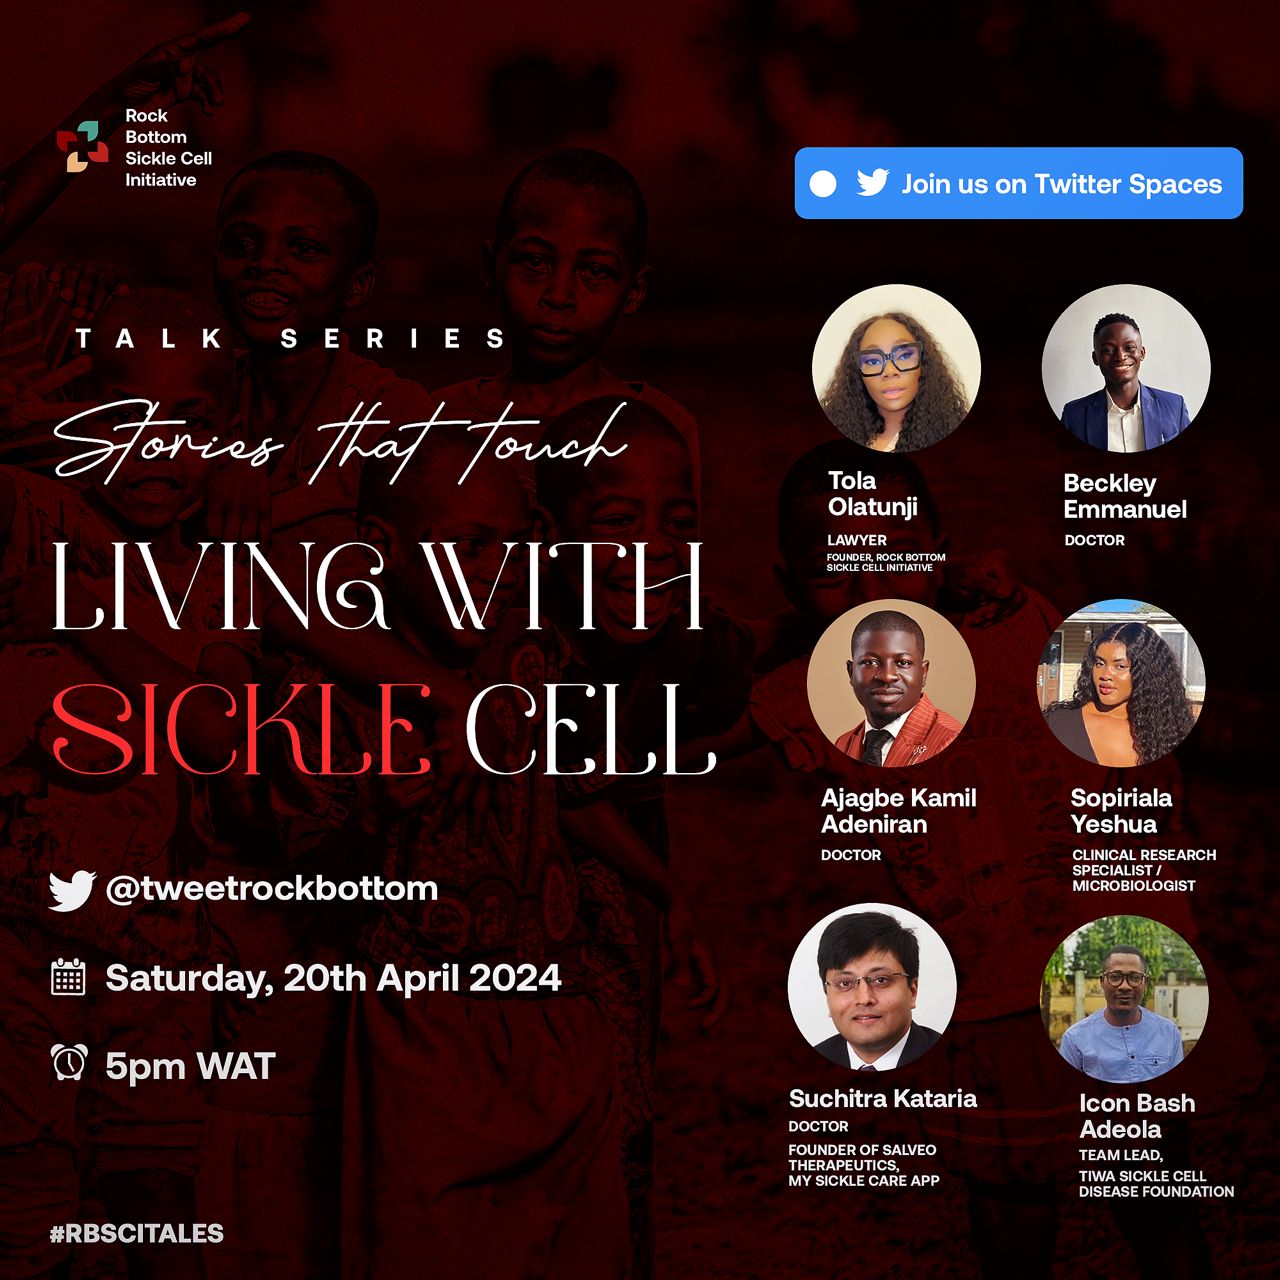 Rock
Bottom
Sickle Cell
Initiative
Join us on Twitter Spaces
TALK SERIES
Stories that touch
LIVING WITH
SICKLE CELL
@tweetrockbottom
Saturday, 20th April 2024
5pm WAT
#RBSCITALES
Tola
Olatunji
LAWYER
FOUNDER, ROCK BOTTOM
SICKLE CELL INITIATIVE
Beckley
Emmanuel
DOCTOR
Ajagbe Kamil
Adeniran
DOCTOR
Sopiriala
Yeshua
CLINICAL RESEARCH
SPECIALIST /
MICROBIOLOGIST
Suchitra Kataria
DOCTOR
FOUNDER OF SALVEO
THERAPEUTICS,
MY SICKLE CARE APP
Icon Bash
Adeola
TEAM LEAD,
TIWA SICKLE CELL
DISEASE FOUNDATION